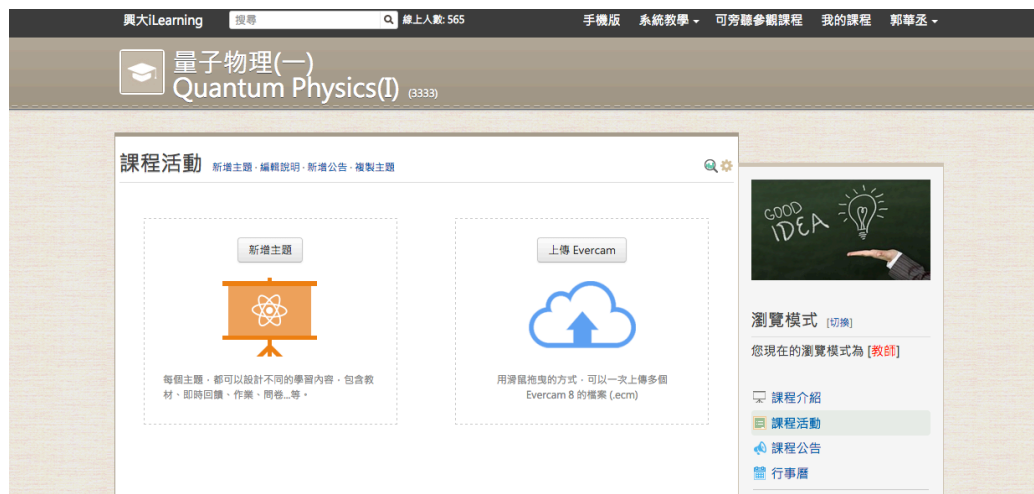 興大iLearning 搜尋 線上人數: 565 手機版 系統教學 可旁聽參觀課程 我的課程 郭華丞
量子物理(一)
Quantum Physics(I) (3333)
課程活動 新增主題 · 編輯說明 · 新增公告 · 複製主題
新增主題
每個主題，都可以設計不同的學習內容，包含教
材、即時回饋、作業、問卷...等。
上傳 Evercam
用滑鼠拖曳的方式，可以一次上傳多個
Evercam 8 的檔案 (.ecm)
GOOD
IDEA
瀏覽模式 [切換]
您現在的瀏覽模式為 [教師]
課程介紹
課程活動
課程公告
行事曆